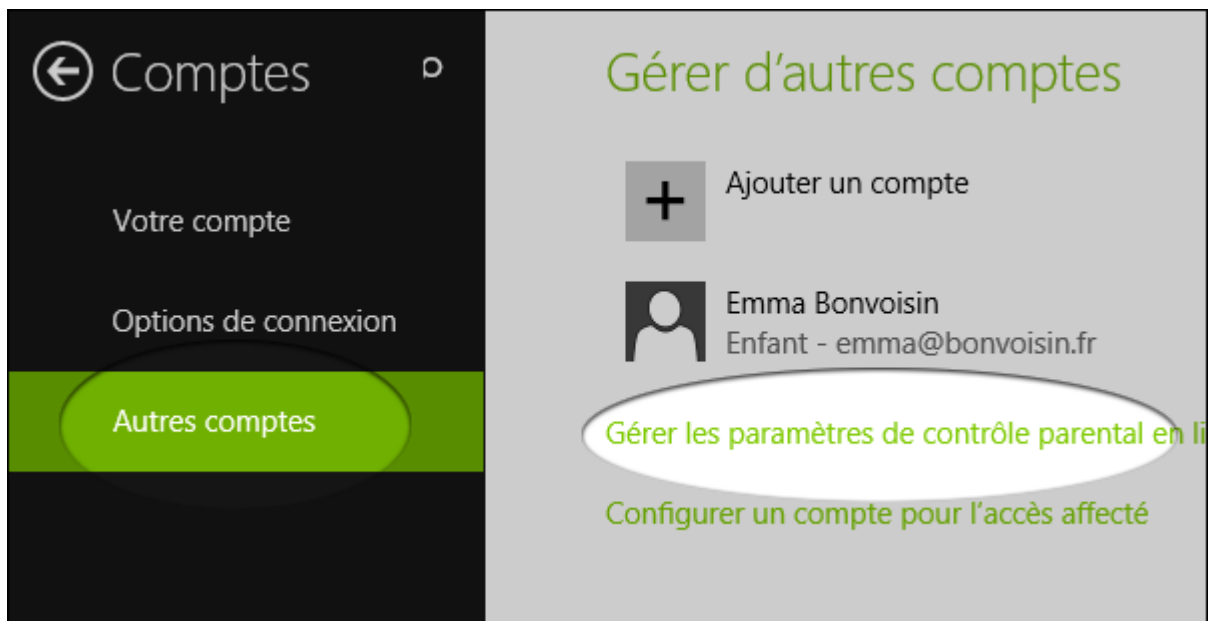 Comptes
Votre compte
Options de connexion
Autres comptes
Gérer d'autres comptes
Ajouter un compte
Emma Bonvoisin
Enfant - emma@bonvoisin.fr
Gérer les paramètres de contrôle parental en li
Configurer un compte pour l'accès affecté